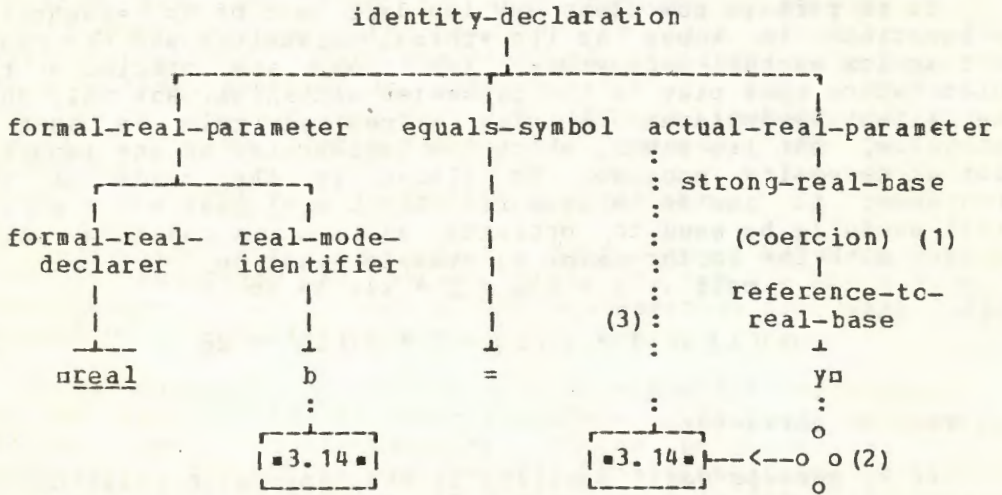 identity-declaration
formal-real-parameter equals-symbol actual-real-parameter
strong-real-base
formal-real- real-mode- (coercion) (1)
declarer identifier
reference-to-
(3) real-base
¤real b = y¤
o
▪3.14▪ ▪3.14▪ --<--o o(2)
o